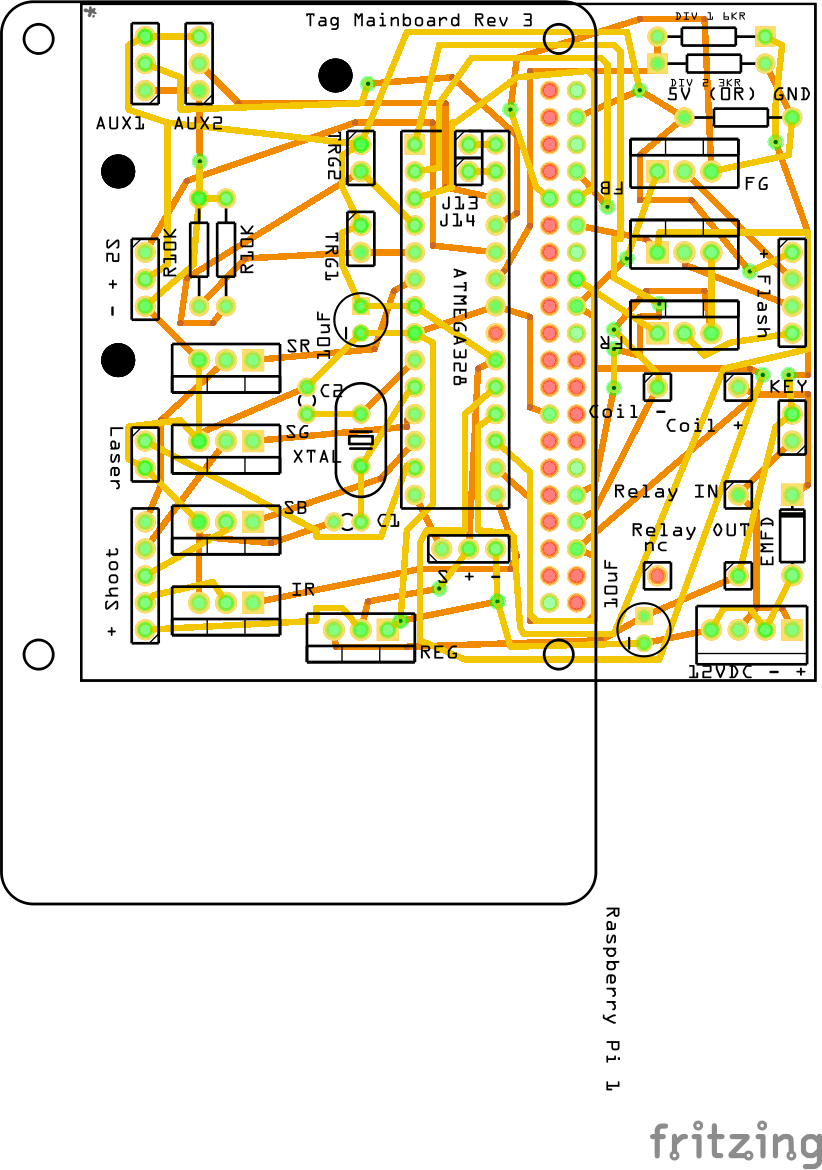 *
Tag Mainboard Rev 3
DIV 1 6KR
DIV 2 3KR
5V (OR) GND
AUX1 AUX2
TRG2
FB
FG
J13
J14
S2 + -
R10K
R10K
TRG1
+ Flash
ATMEGA328
10uF
FR
SR
C2
KEY
Coil -
Coil +
Laser
SG
XTAL
Relay IN
SB
C1
Relay OUT
EMFD
nc
Shoot +
S + -
10uF
IR
REG
12VDC - +
Raspberry Pi 1
fritzing